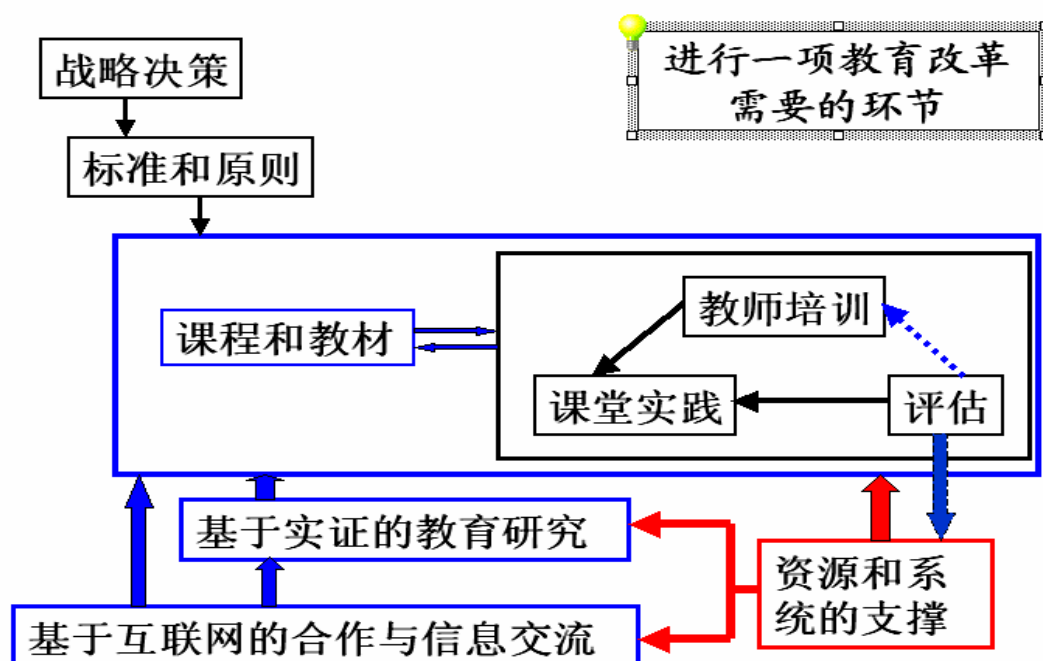 进行一项教育改革
需要的环节
战略决策
标准和原则
课程和教材
教师培训
课堂实践
评估
基于实证的教育研究
资源和系
统的支撑
基于互联网的合作与信息交流